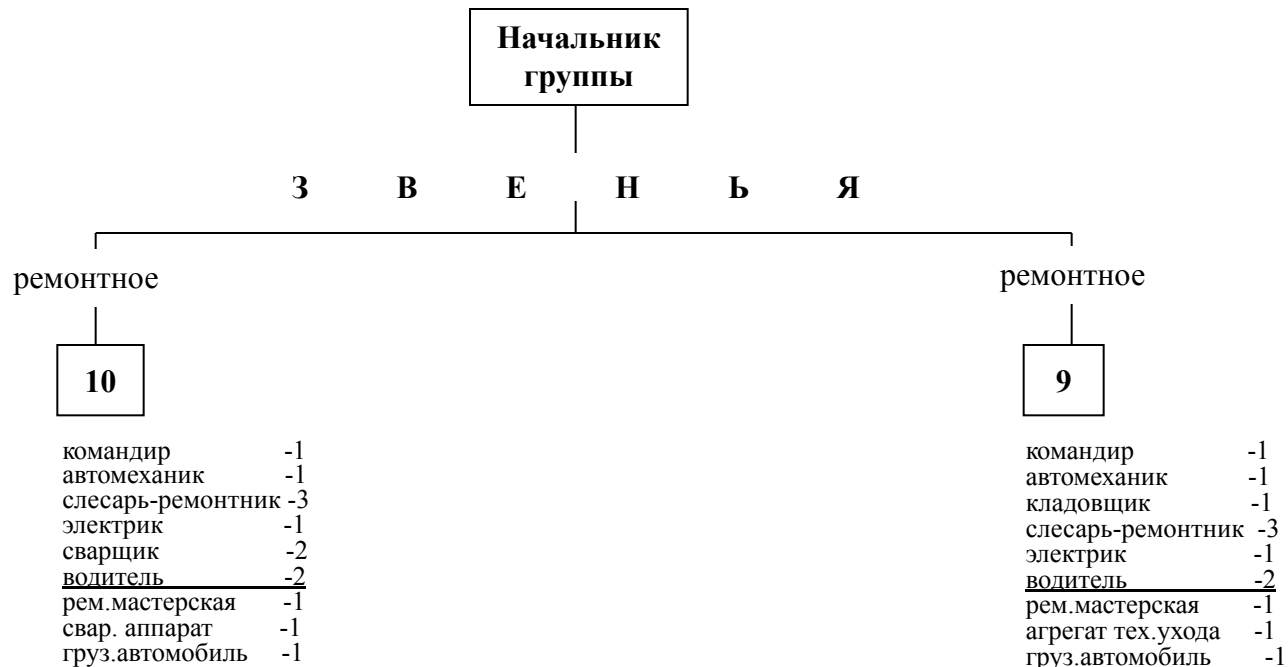 Начальник
группы
З В Е Н Ь Я
ремонтное
10
командир -1
автомеханик -1
слесарь-ремонтник -3
электрик -1
сварщик -2
водитель -2
рем.мастерская -1
свар. аппарат -1
груз.автомобиль -1
ремонтное
9
командир -1
автомеханик -1
кладовщик -1
слесарь-ремонтник -3
электрик -1
водитель -2
рем.мастерская -1
агрегат тех.ухода -1
груз.автомобиль -1